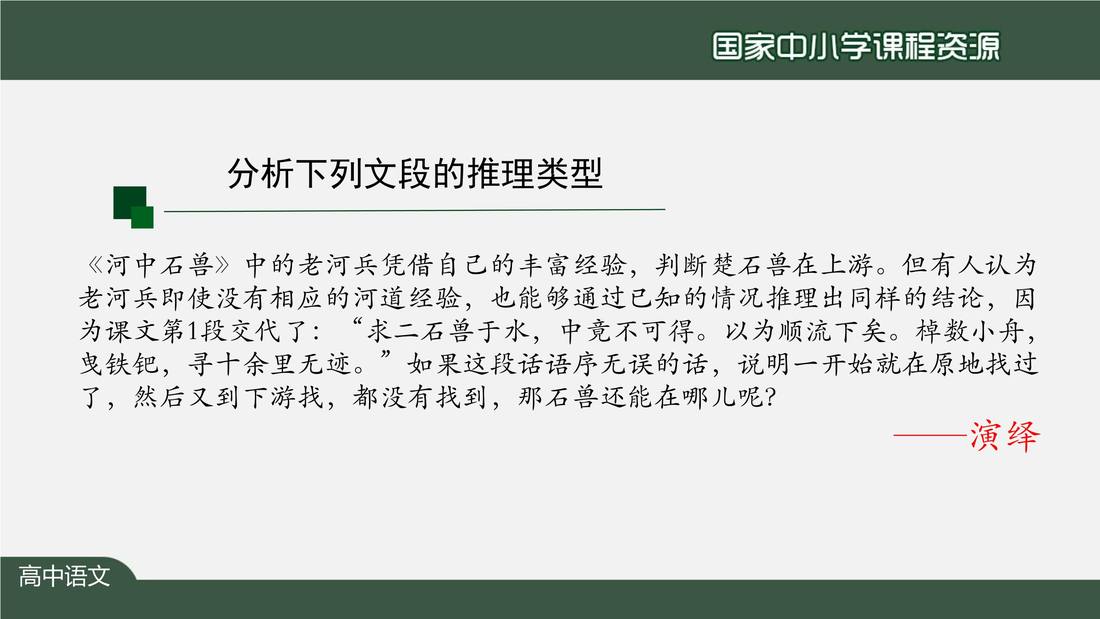 国家中小学课程资源
分析下列文段的推理类型
《河中石兽》中的老河兵凭借自己的丰富经验，判断楚石兽在上游。但有人认为
老河兵即使没有相应的河道经验，也能够通过已知的情况推理出同样的结论，因
为课文第1段交代了：“求二石兽于水，中竟不可得。以为顺流下矣。棹数小舟，
曳铁钯，寻十余里无迹。”如果这段话语序无误的话，说明一开始就在原地找过
了，然后又到下游找，都没有找到，那石兽还能在哪儿呢？
——演绎
高中语文